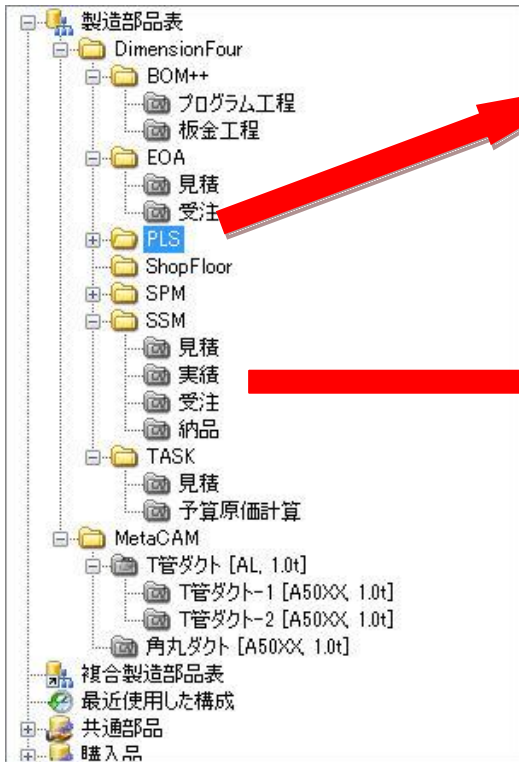 製造部品表
DimensionFour
BOM++
プログラム工程
板金工程
EOA
見積
受注
PLS
ShopFloor
SPM
SSM
見積
実績
受注
納品
TASK
見積
予算原価計算
MetaCAM
T管ダクト [AL, 1.0t]
T管ダクト-1 [A50XX, 1.0t]
T管ダクト-2 [A50XX, 1.0t]
角丸ダクト [A50XX, 1.0t]
複合製造部品表
最近使用した構成
共通部品
購入品